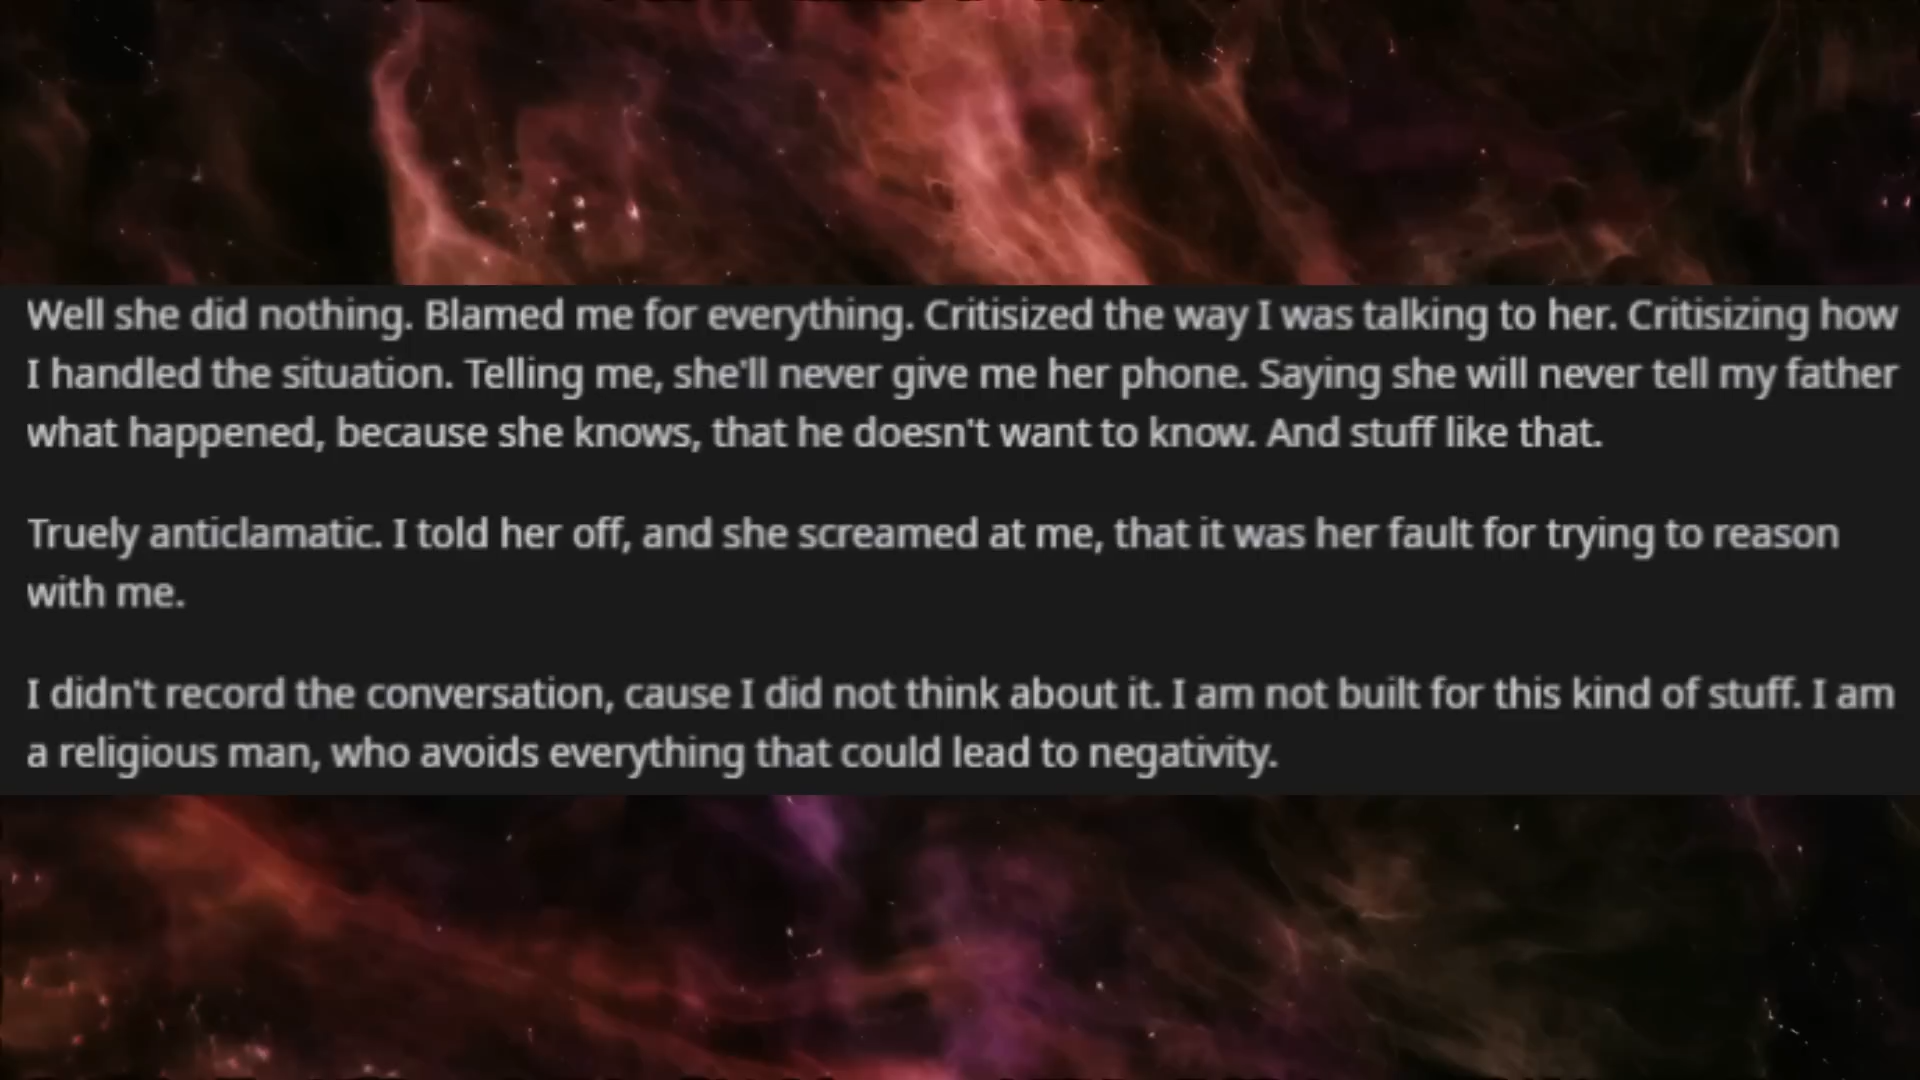 Well she did nothing. Blamed me for everything. Critisized the way I was talking to her. Critisizing how
I handled the situation. Telling me, she'll never give me her phone. Saying she will never tell my father
what happened, because she knows, that he doesn't want to know. And stuff like that.
Truely anticlamatic. I told her off, and she screamed at me, that it was her fault for trying to reason
with me.
I didn't record the conversation, cause I did not think about it. I am not built for this kind of stuff. I am
a religious man, who avoids everything that could lead to negativity.